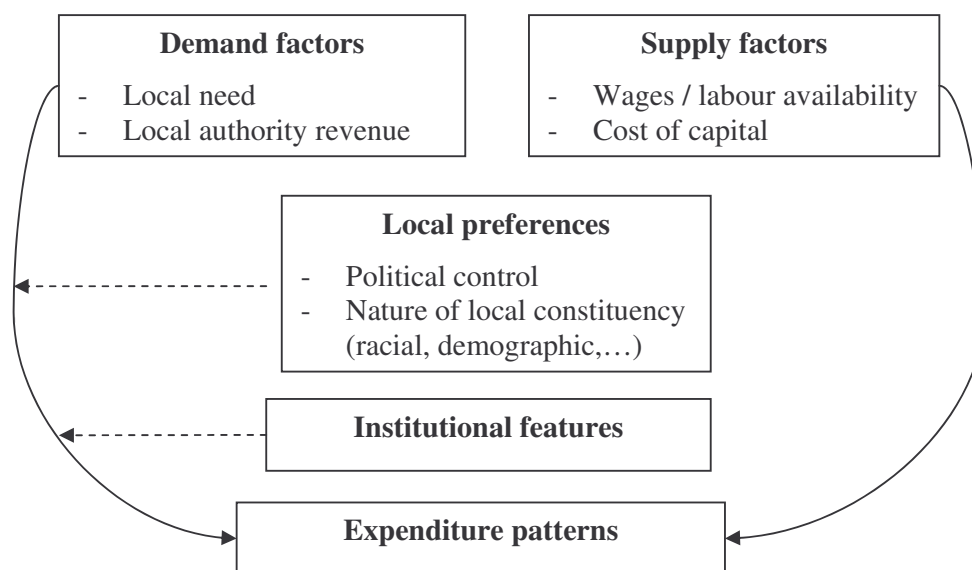 Demand factors
- Local need
- Local authority revenue
Supply factors
- Wages / labour availability
- Cost of capital
Local preferences
- Political control
- Nature of local constituency
(racial, demographic,…)
Institutional features
Expenditure patterns